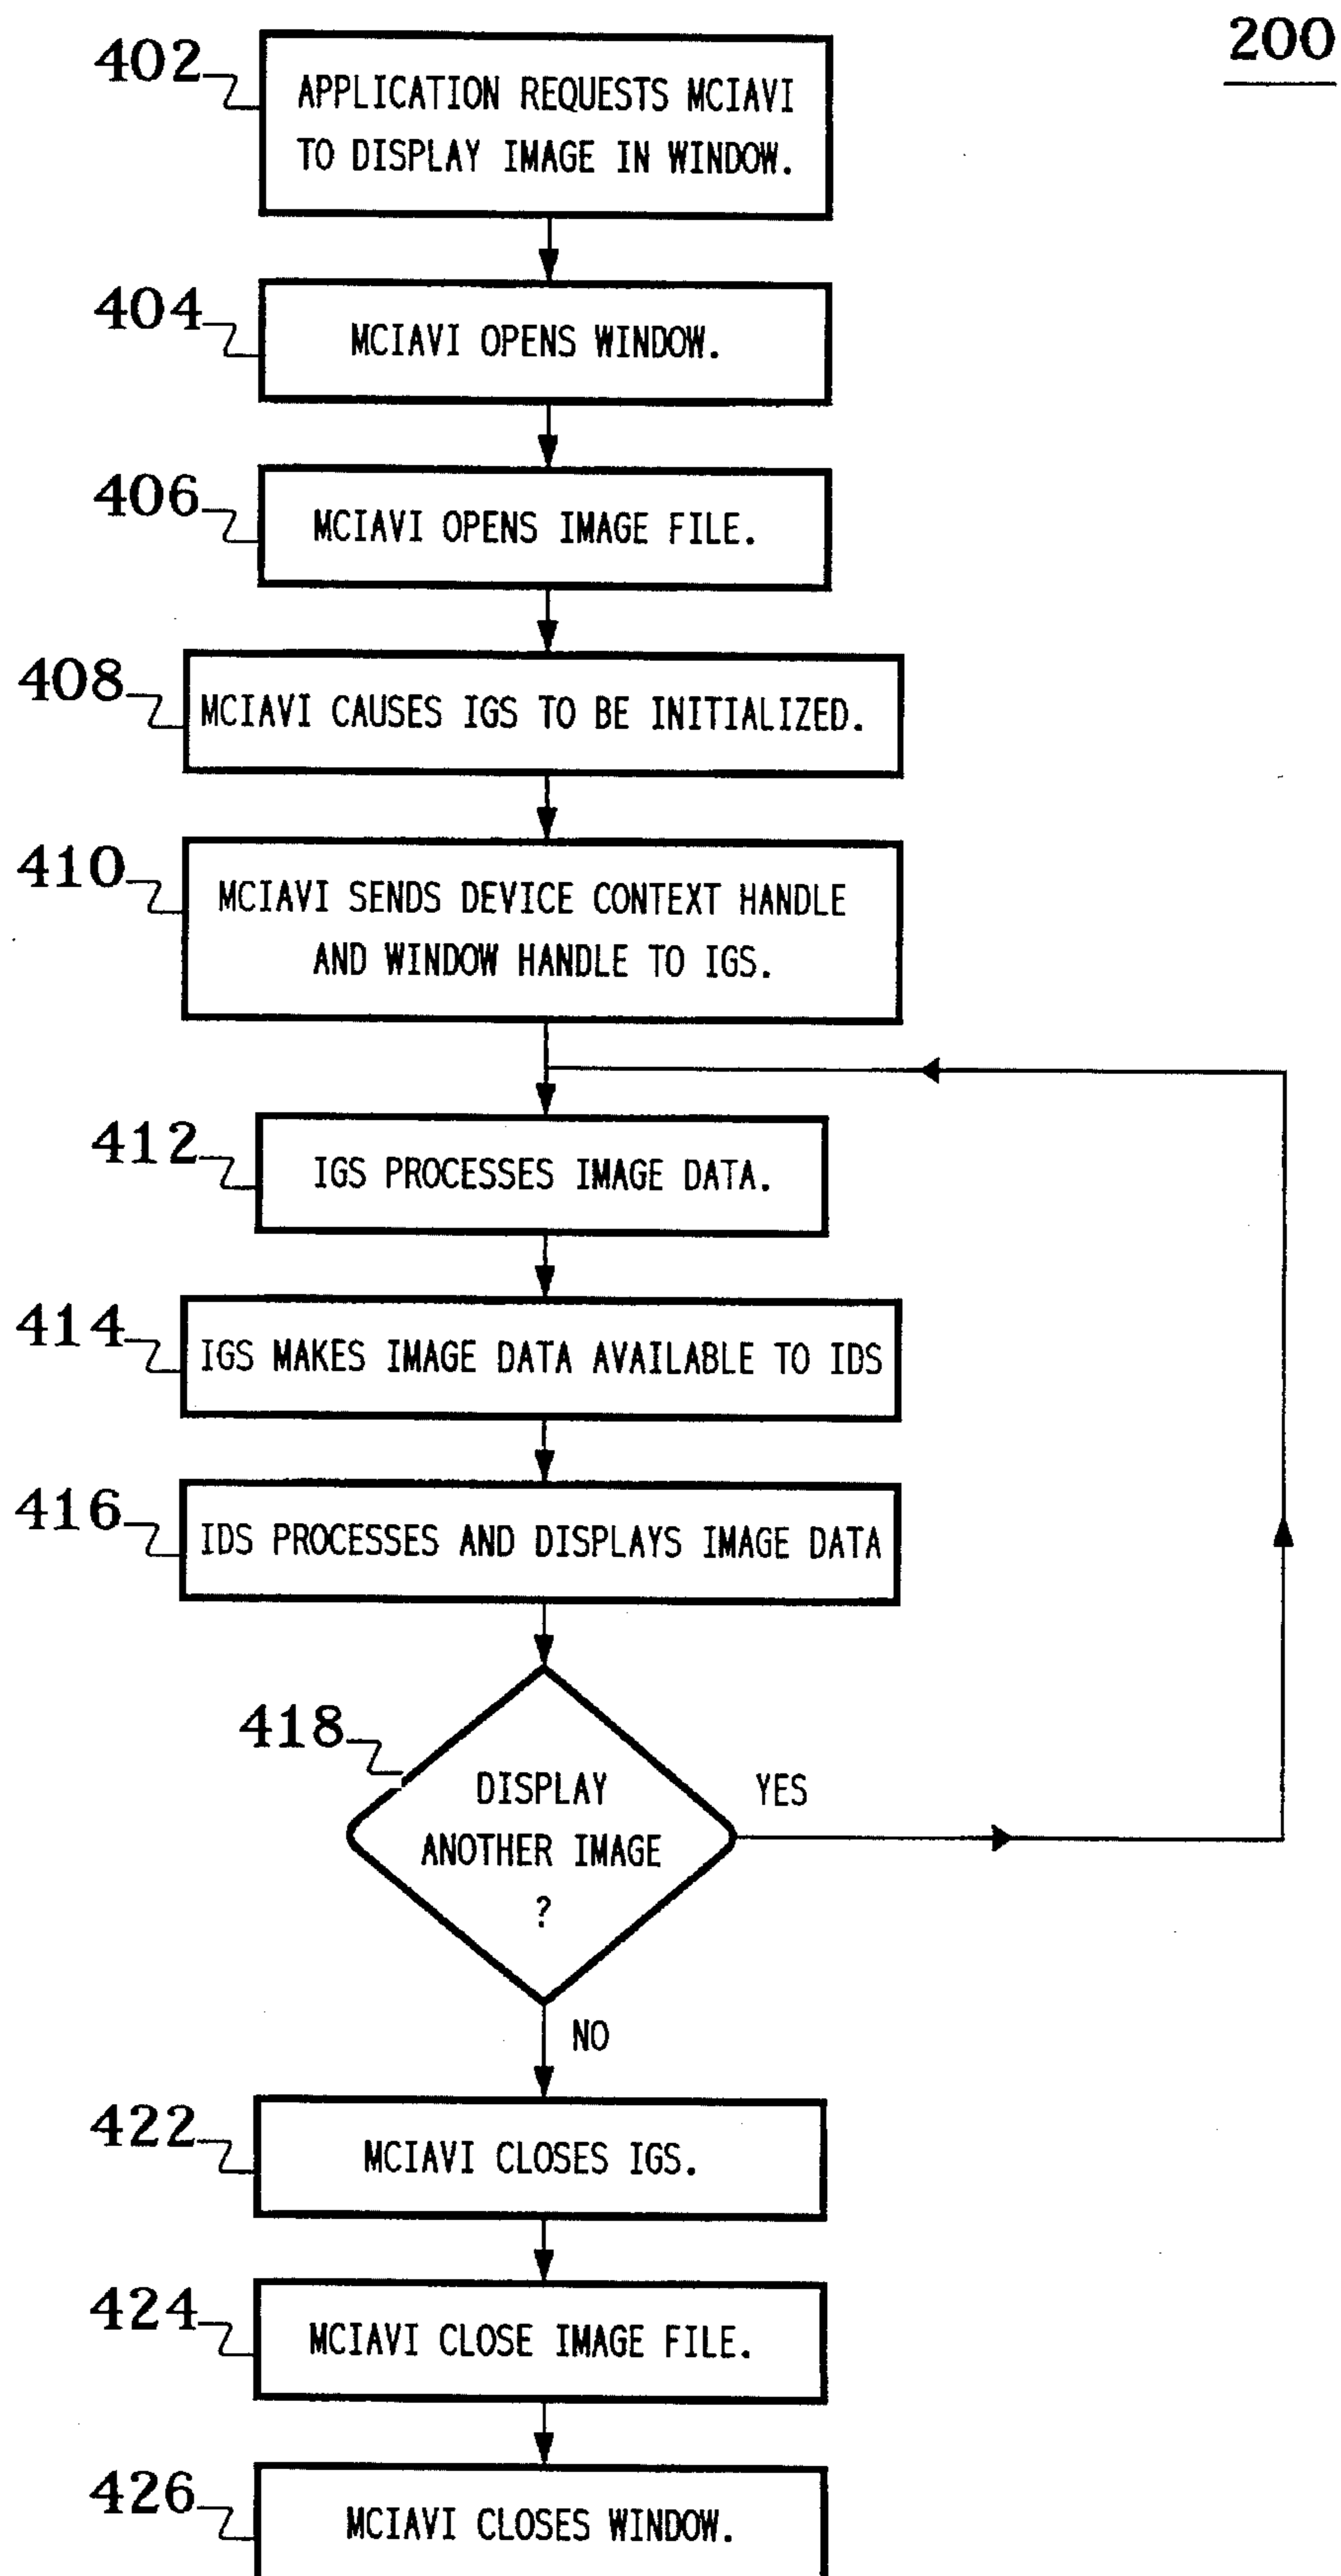 200
402
APPLICATION REQUESTS MCIAVI
TO DISPLAY IMAGE IN WINDOW.
404
MCIAVI OPENS WINDOW.
406
MCIAVI OPENS IMAGE FILE.
408
MCIAVI CAUSES IGS TO BE INITIALIZED.
410
MCIAVI SENDS DEVICE CONTEXT HANDLE
AND WINDOW HANDLE TO IGS.
412
IGS PROCESSES IMAGE DATA.
414
IGS MAKES IMAGE DATA AVAILABLE TO IDS
416
IDS PROCESSES AND DISPLAYS IMAGE DATA
418
DISPLAY
ANOTHER IMAGE
?
YES
NO
422
MCIAVI CLOSES IGS.
424
MCIAVI CLOSE IMAGE FILE.
426
MCIAVI CLOSES WINDOW.